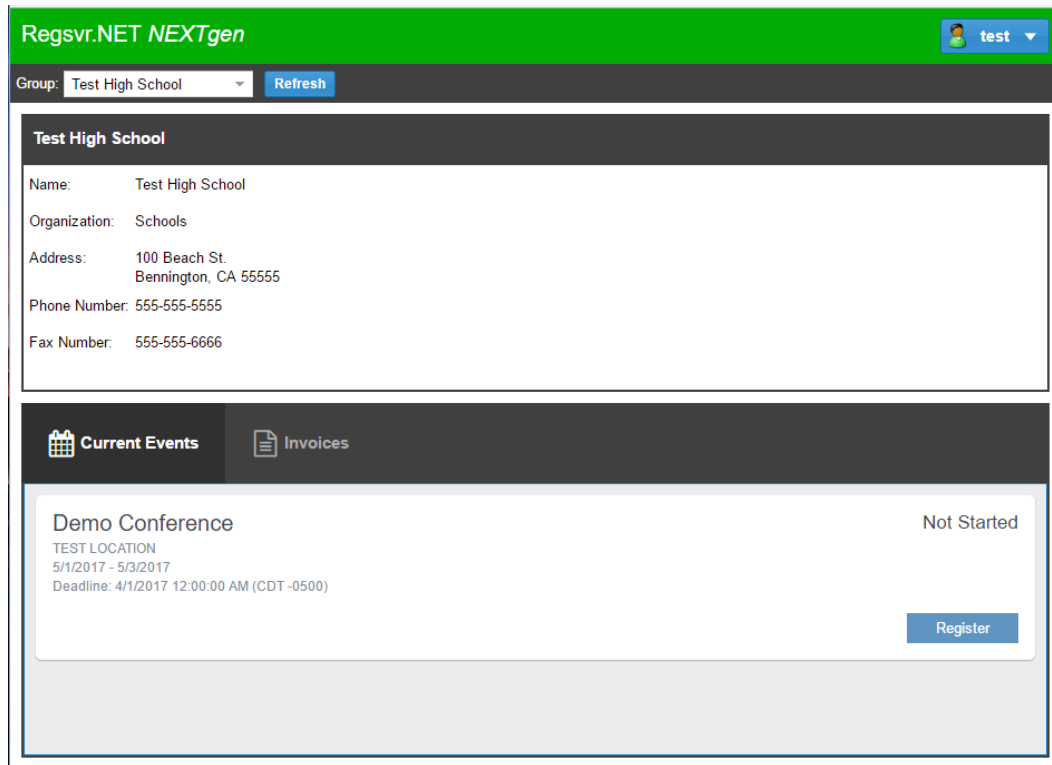 Regsvr.NET NEXTgen
test
Group: Test High School Refresh
Test High School
Name: Test High School
Organization: Schools
Address: 100 Beach St.
Bennington, CA 55555
Phone Number: 555-555-5555
Fax Number: 555-555-6666
Current Events Invoices
Demo Conference
Not Started
TEST LOCATION
5/1/2017 - 5/3/2017
Deadline: 4/1/2017 12:00:00 AM (CDT -0500)
Register